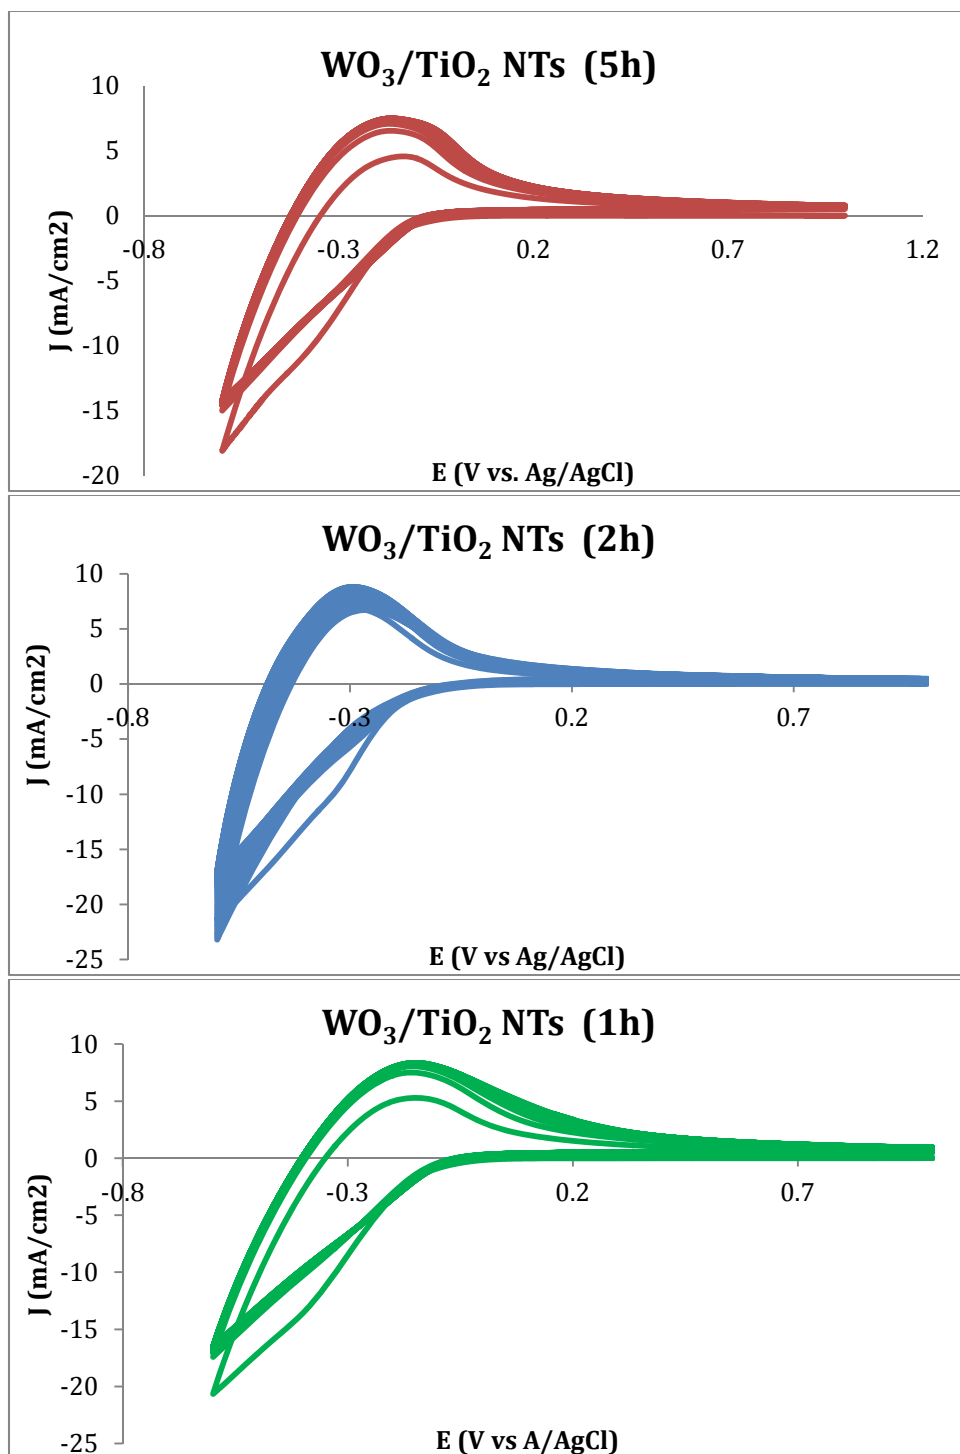 WO₃/TiO₂ NTs (5h)
10
5
0
-0.8 -0.3 0.2 0.7 1.2
-5
-10
-15
-20
J (mA/cm2)
E (V vs. Ag/AgCl)
WO₃/TiO₂ NTs (2h)
10
5
0
-0.8 -0.3 0.2 0.7
-5
-10
-15
-20
-25
J (mA/cm2)
E (V vs Ag/AgCl)
WO₃/TiO₂ NTs (1h)
10
5
0
-0.8 -0.3 0.2 0.7
-5
-10
-15
-20
-25
J (mA/cm2)
E (V vs A/AgCl)